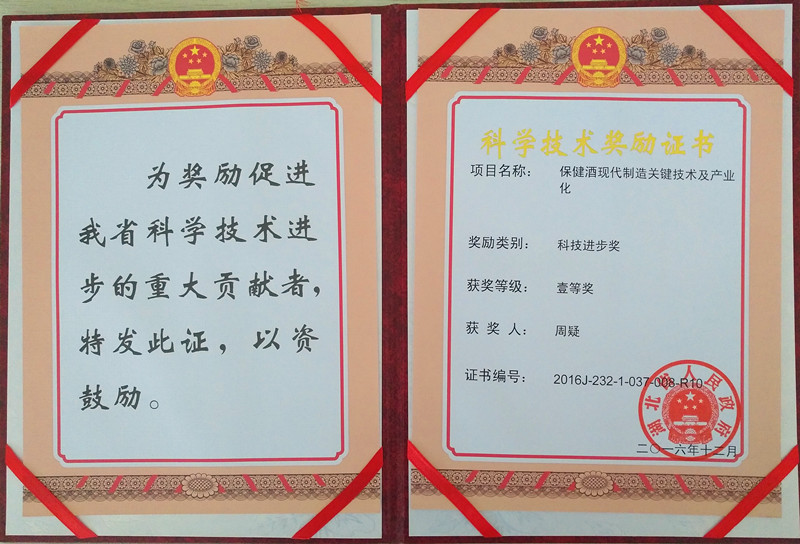 为奖励促进
我省科学技术进
步的重大贡献者，
特发此证，以资
鼓励。
科学技术奖励证书
项目名称： 保健酒现代制造关键技术及产业
化
奖励类别： 科技进步奖
获奖等级： 壹等奖
获 奖 人： 周疑
证书编号： 2016J-232-1-037-008-R10
湖北省人民政府
二〇一六年十二月